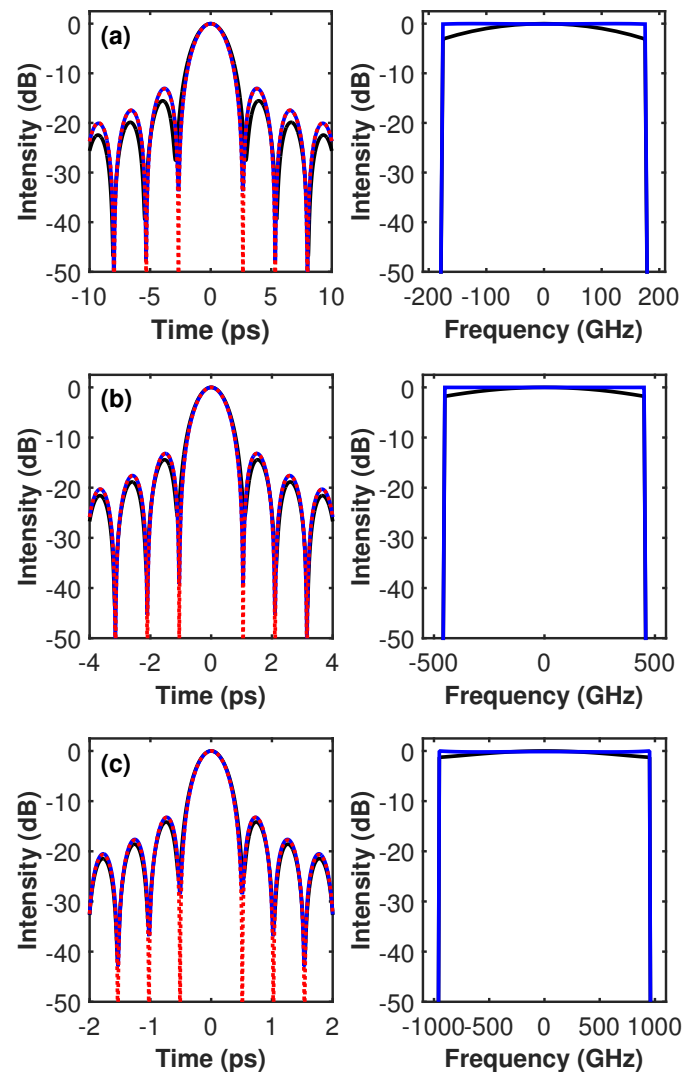 (a)
Intensity (dB)
0
-10
-20
-30
-40
-50
-10 -5 0 5 10
Time (ps)
Intensity (dB)
0
-10
-20
-30
-40
-50
-200 -100 0 100 200
Frequency (GHz)
(b)
Intensity (dB)
0
-10
-20
-30
-40
-50
-4 -2 0 2 4
Time (ps)
Intensity (dB)
0
-10
-20
-30
-40
-50
-500 0 500
Frequency (GHz)
(c)
Intensity (dB)
0
-10
-20
-30
-40
-50
-2 -1 0 1 2
Time (ps)
Intensity (dB)
0
-10
-20
-30
-40
-50
-1000 -500 0 500 1000
Frequency (GHz)